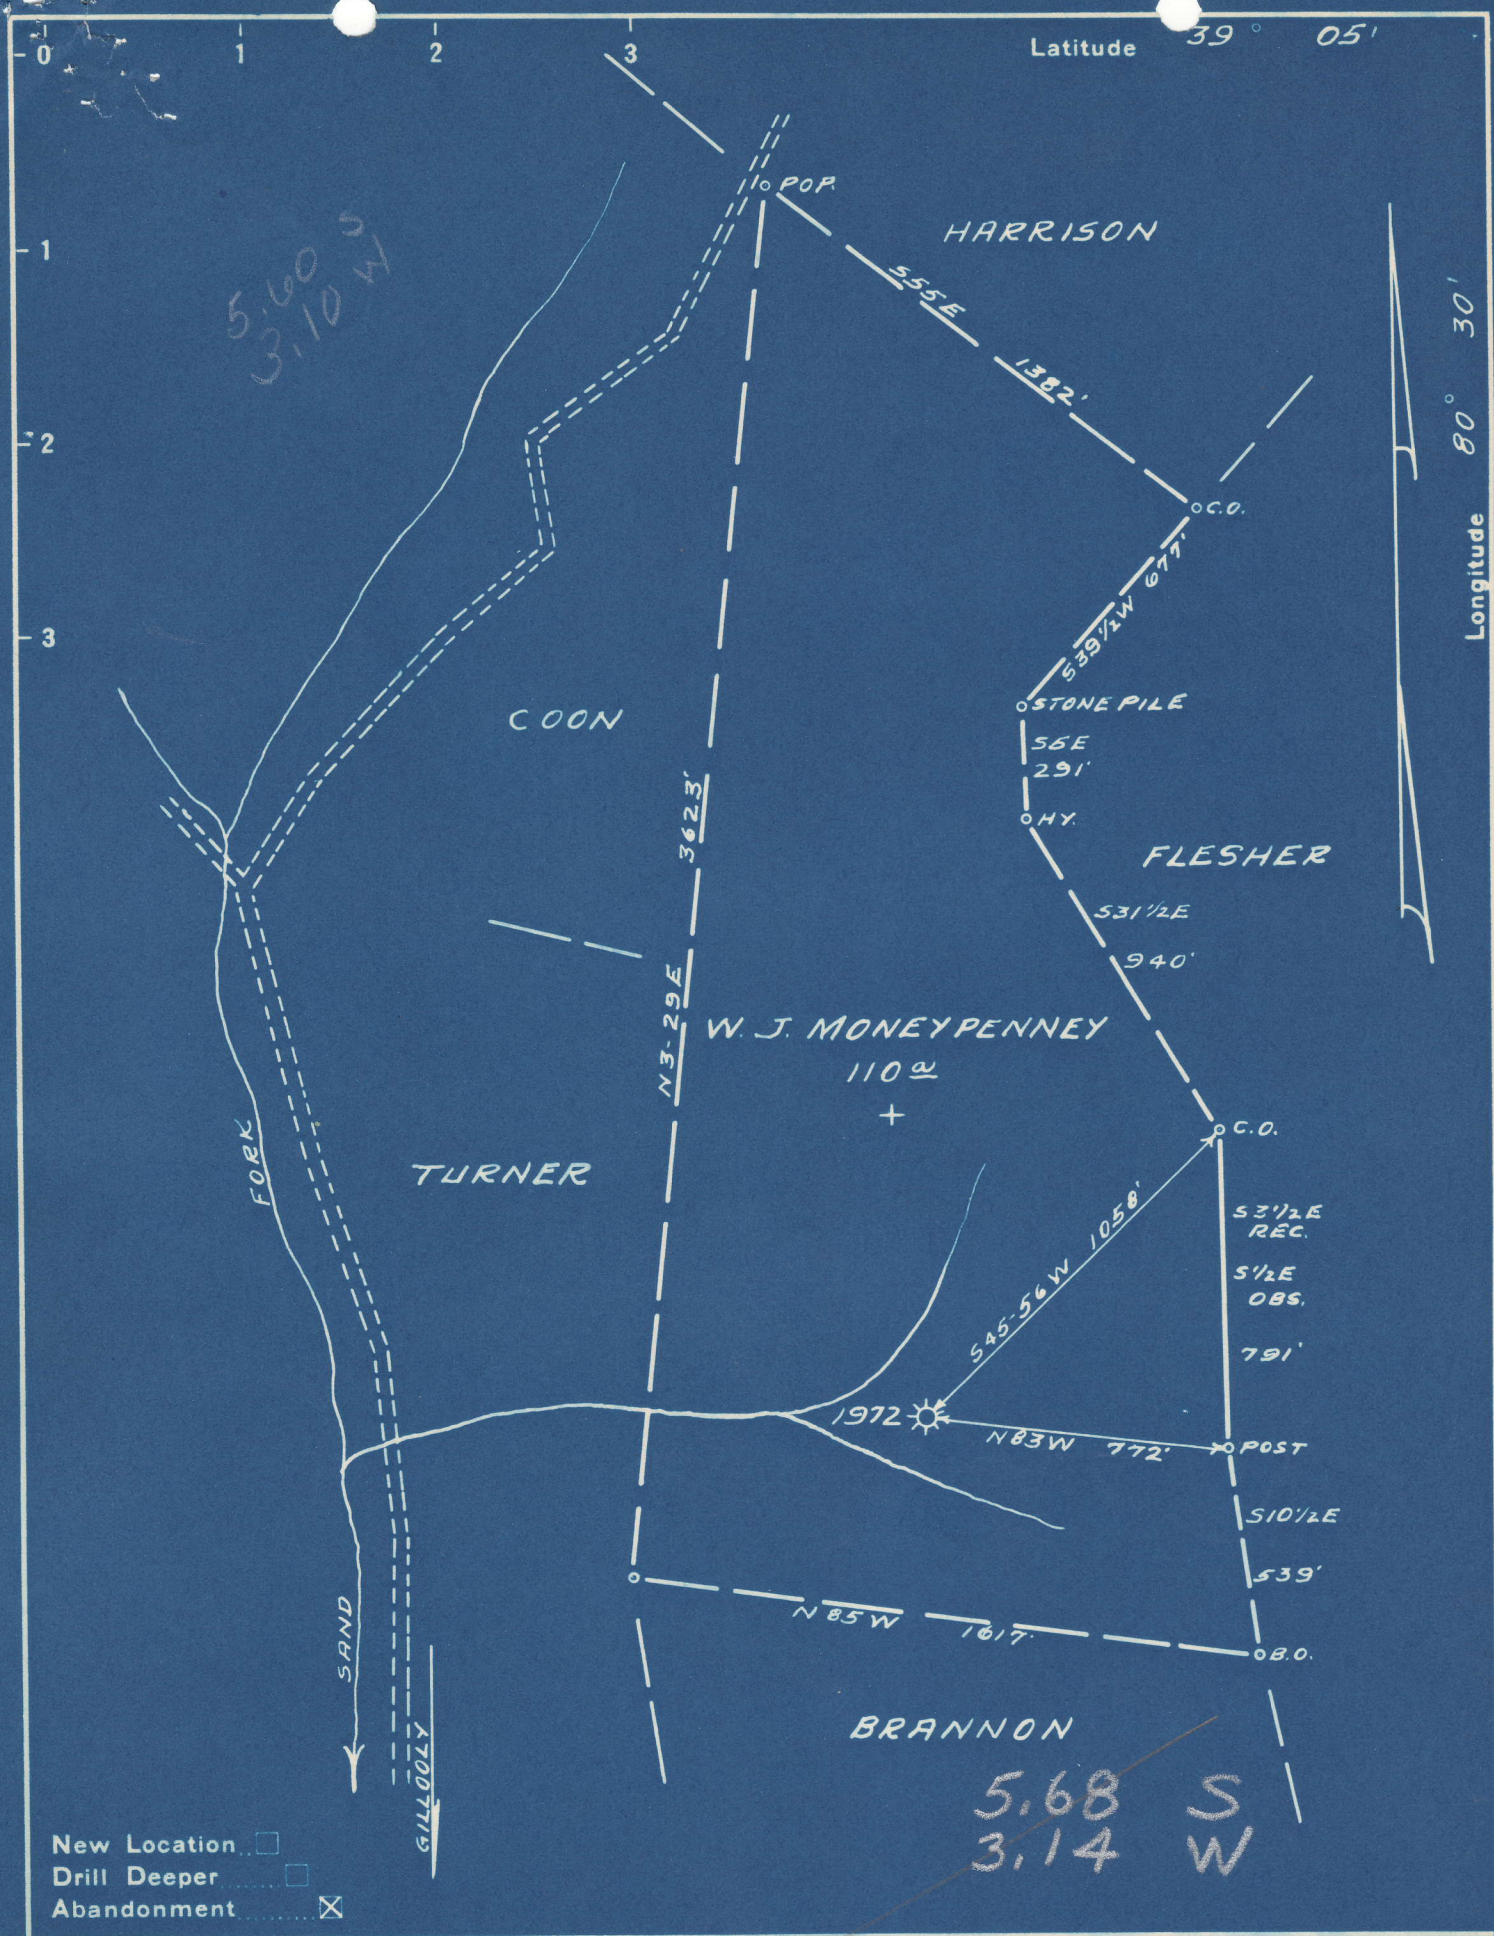 0 1 2 3
Latitude 39° 05'
1
2
3
Longitude 80° 30'
5.60 S
3.10 W
POP.
HARRISON
S55E
1382'
C.O.
S39½W 677'
STONE PILE
S6E
291'
HY.
COON
FLESHER
S31½E
940'
N3-29E 3623'
W. J. MONEYPENNEY
110 a
C.O.
TURNER
S3½E
REC.
S½E
OBS.
791'
S45-56W 1058'
1972
N83W 772'
POST
S10½E
539'
N85W 1617'
B.O.
SAND FORK
GILLOOLY
BRANNON
5.68 S
3.14 W
New Location
Drill Deeper
Abandonment